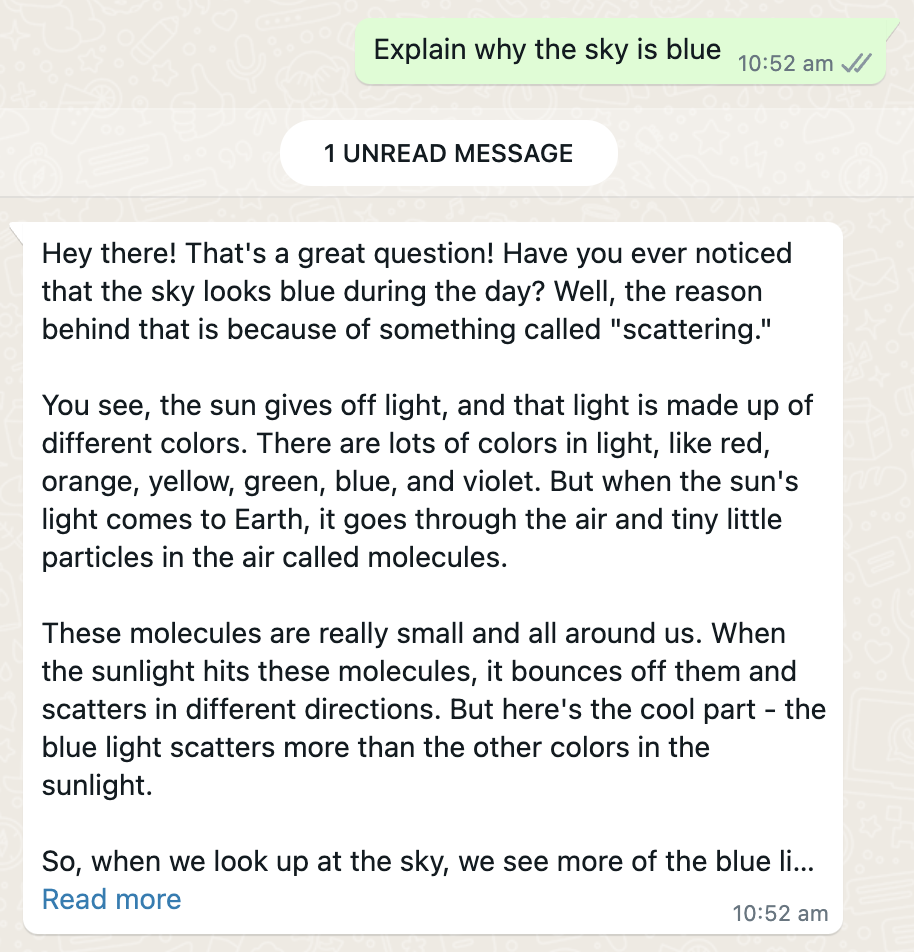 Explain why the sky is blue
10:52 am
1 UNREAD MESSAGE
Hey there! That's a great question! Have you ever noticed
that the sky looks blue during the day? Well, the reason
behind that is because of something called "scattering."
You see, the sun gives off light, and that light is made up of
different colors. There are lots of colors in light, like red,
orange, yellow, green, blue, and violet. But when the sun's
light comes to Earth, it goes through the air and tiny little
particles in the air called molecules.
These molecules are really small and all around us. When
the sunlight hits these molecules, it bounces off them and
scatters in different directions. But here's the cool part - the
blue light scatters more than the other colors in the
sunlight.
So, when we look up at the sky, we see more of the blue li...
Read more
10:52 am